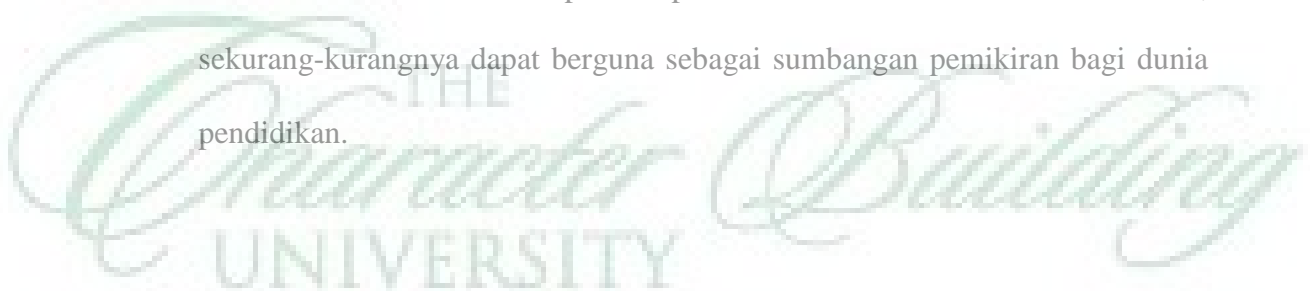 sekurang-kurangnya dapat berguna sebagai sumbangan pemikiran bagi dunia
pendidikan.
THE
Character Building
UNIVERSITY